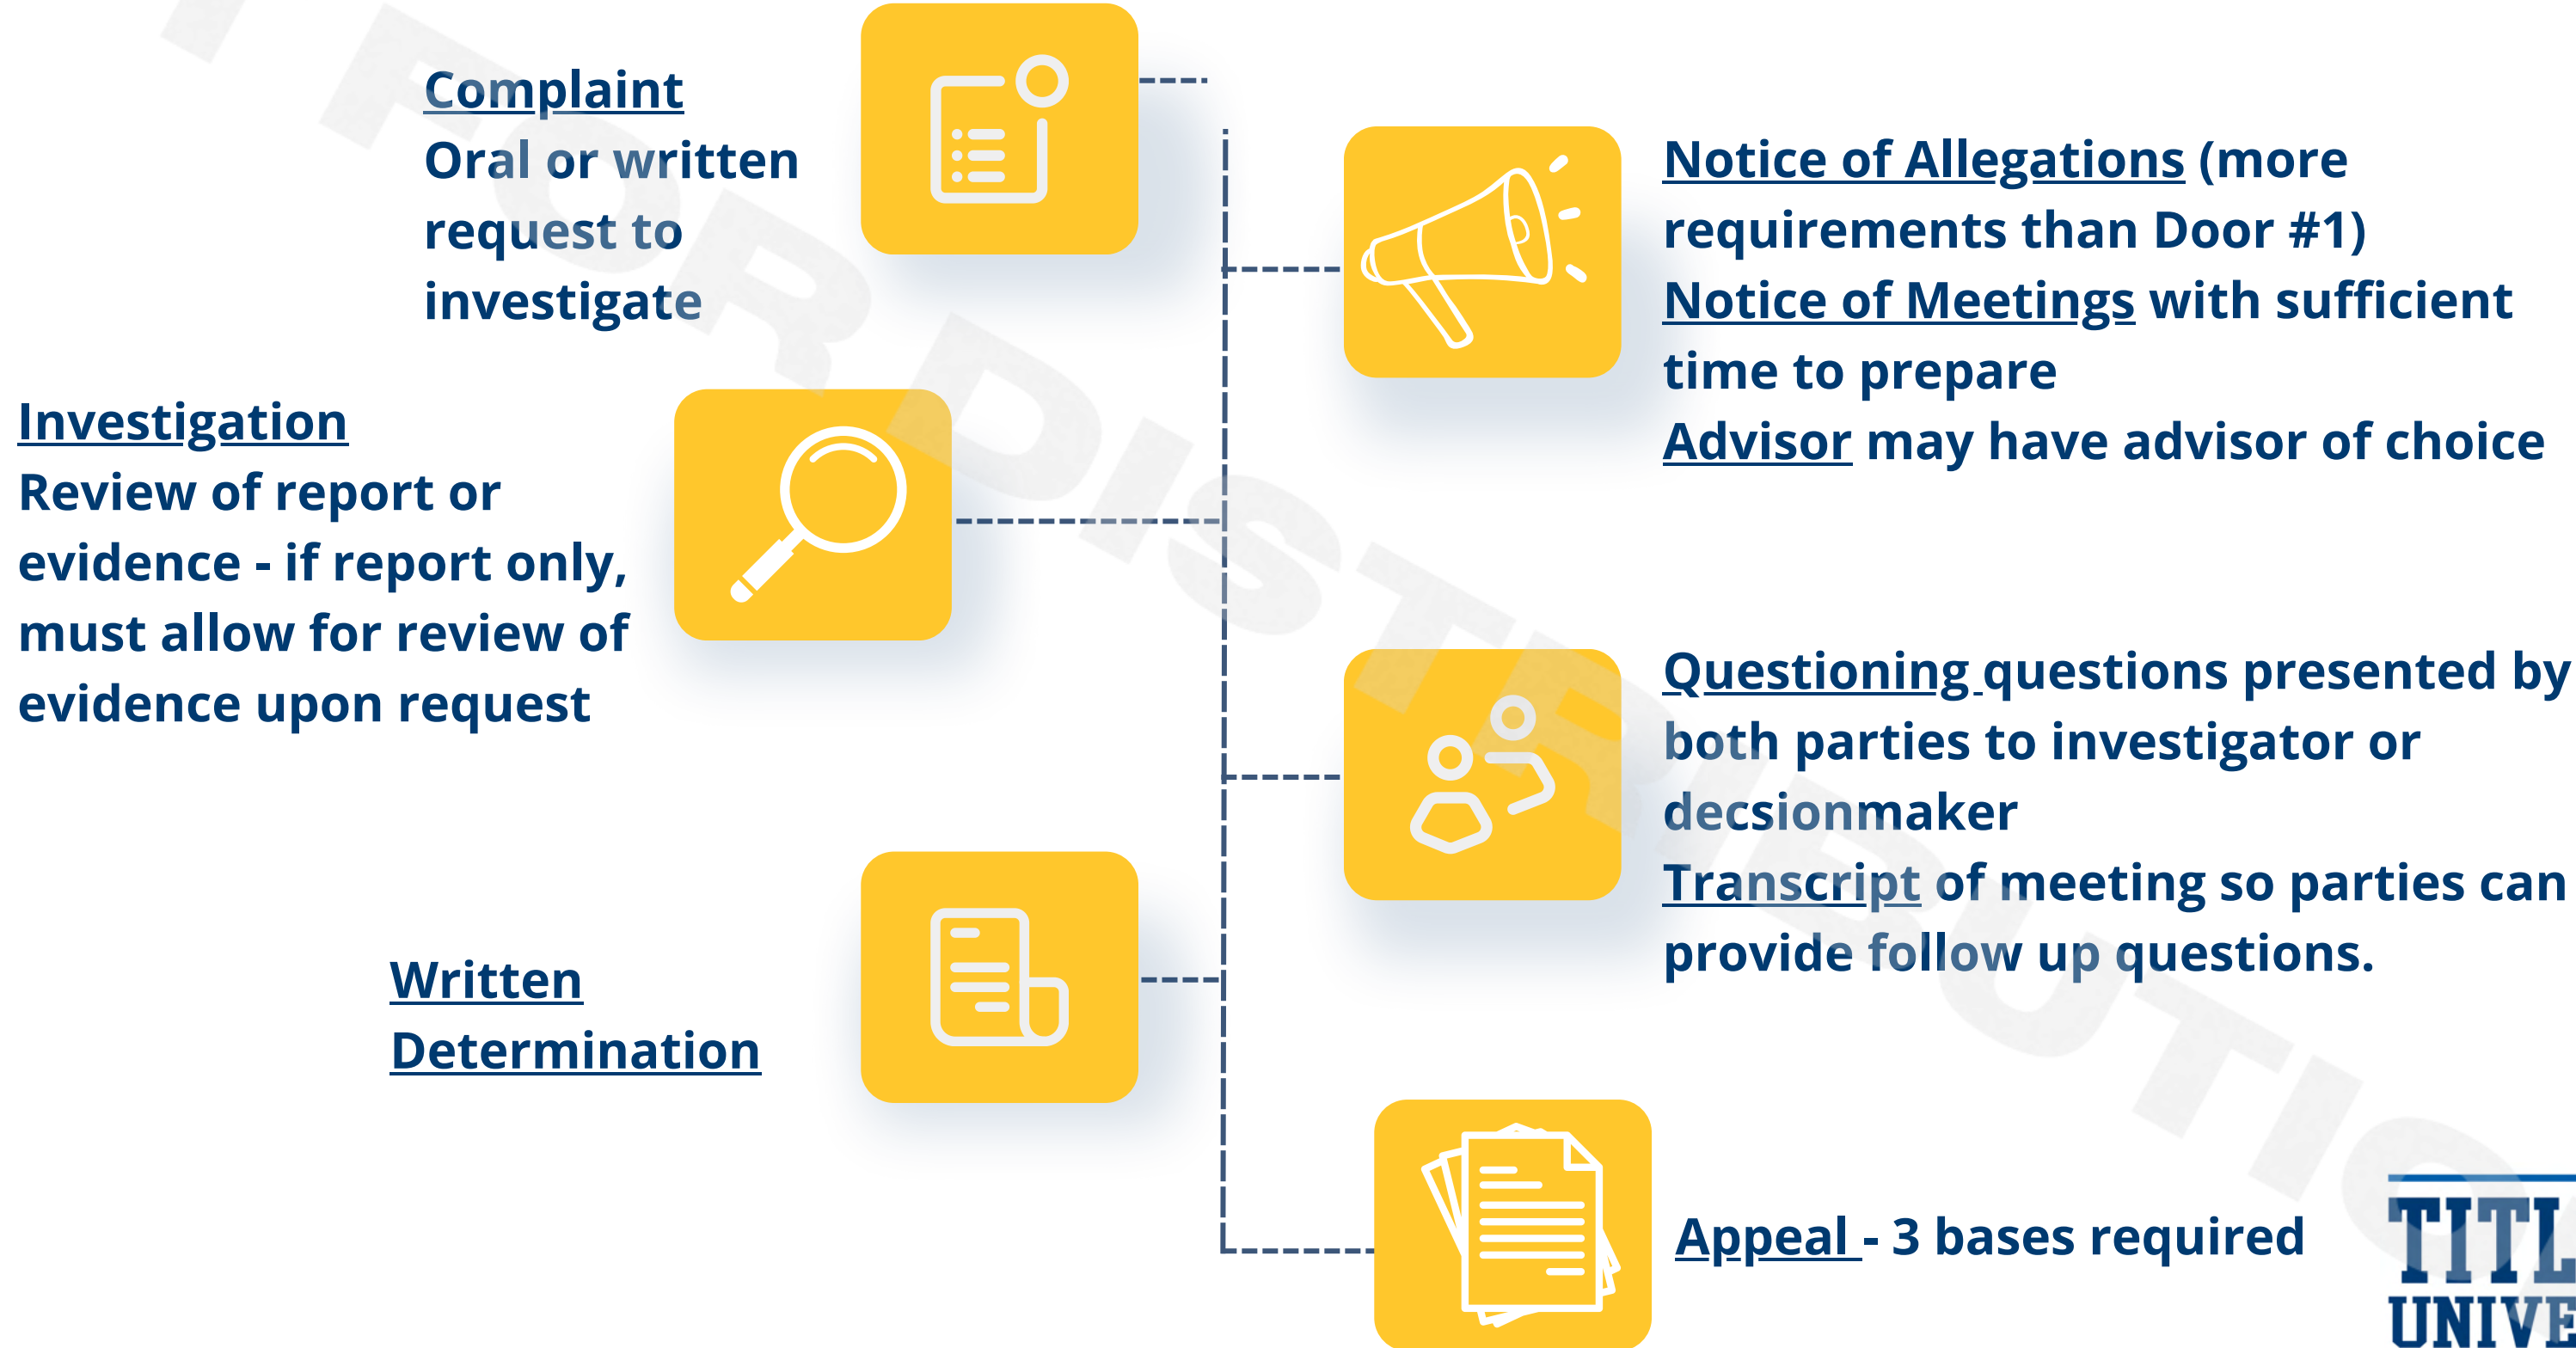 Complaint
Oral or written
request to
investigate
Notice of Allegations (more
requirements than Door #1)
Notice of Meetings with sufficient
time to prepare
Advisor may have advisor of choice
Investigation
Review of report or
evidence - if report only,
must allow for review of
evidence upon request
Questioning questions presented by
both parties to investigator or
decsionmaker
Transcript of meeting so parties can
provide follow up questions.
Written
Determination
Appeal - 3 bases required
TITL
UNIVE
T FOR DISTRIBUTIO